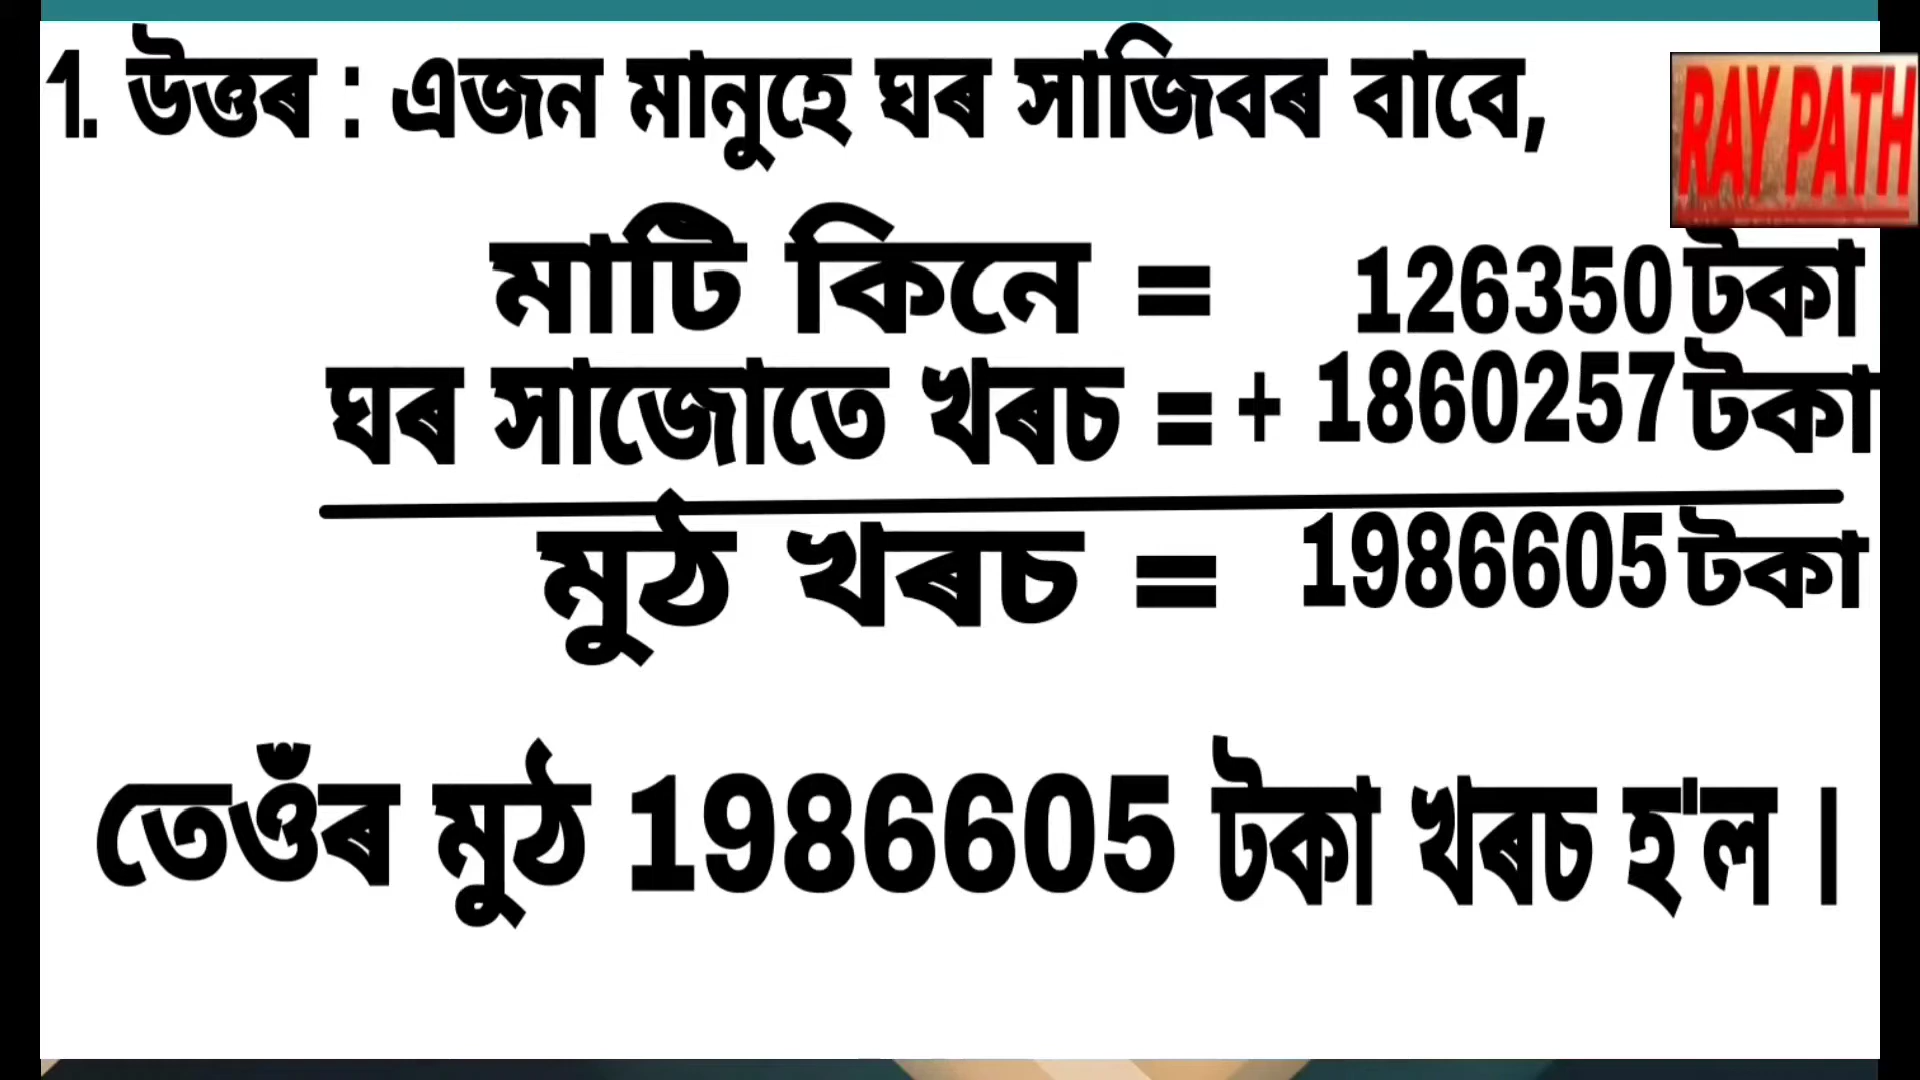 1. উত্তৰ : এজন মানুহে ঘৰ সাজিবৰ বাবে,
RAY PATH
মাটি কিনে = 126350 টকা
ঘৰ সাজোতে খৰচ = + 1860257 টকা
মুঠ খৰচ = 1986605 টকা
তেওঁৰ মুঠ 1986605 টকা খৰচ হ'ল ।